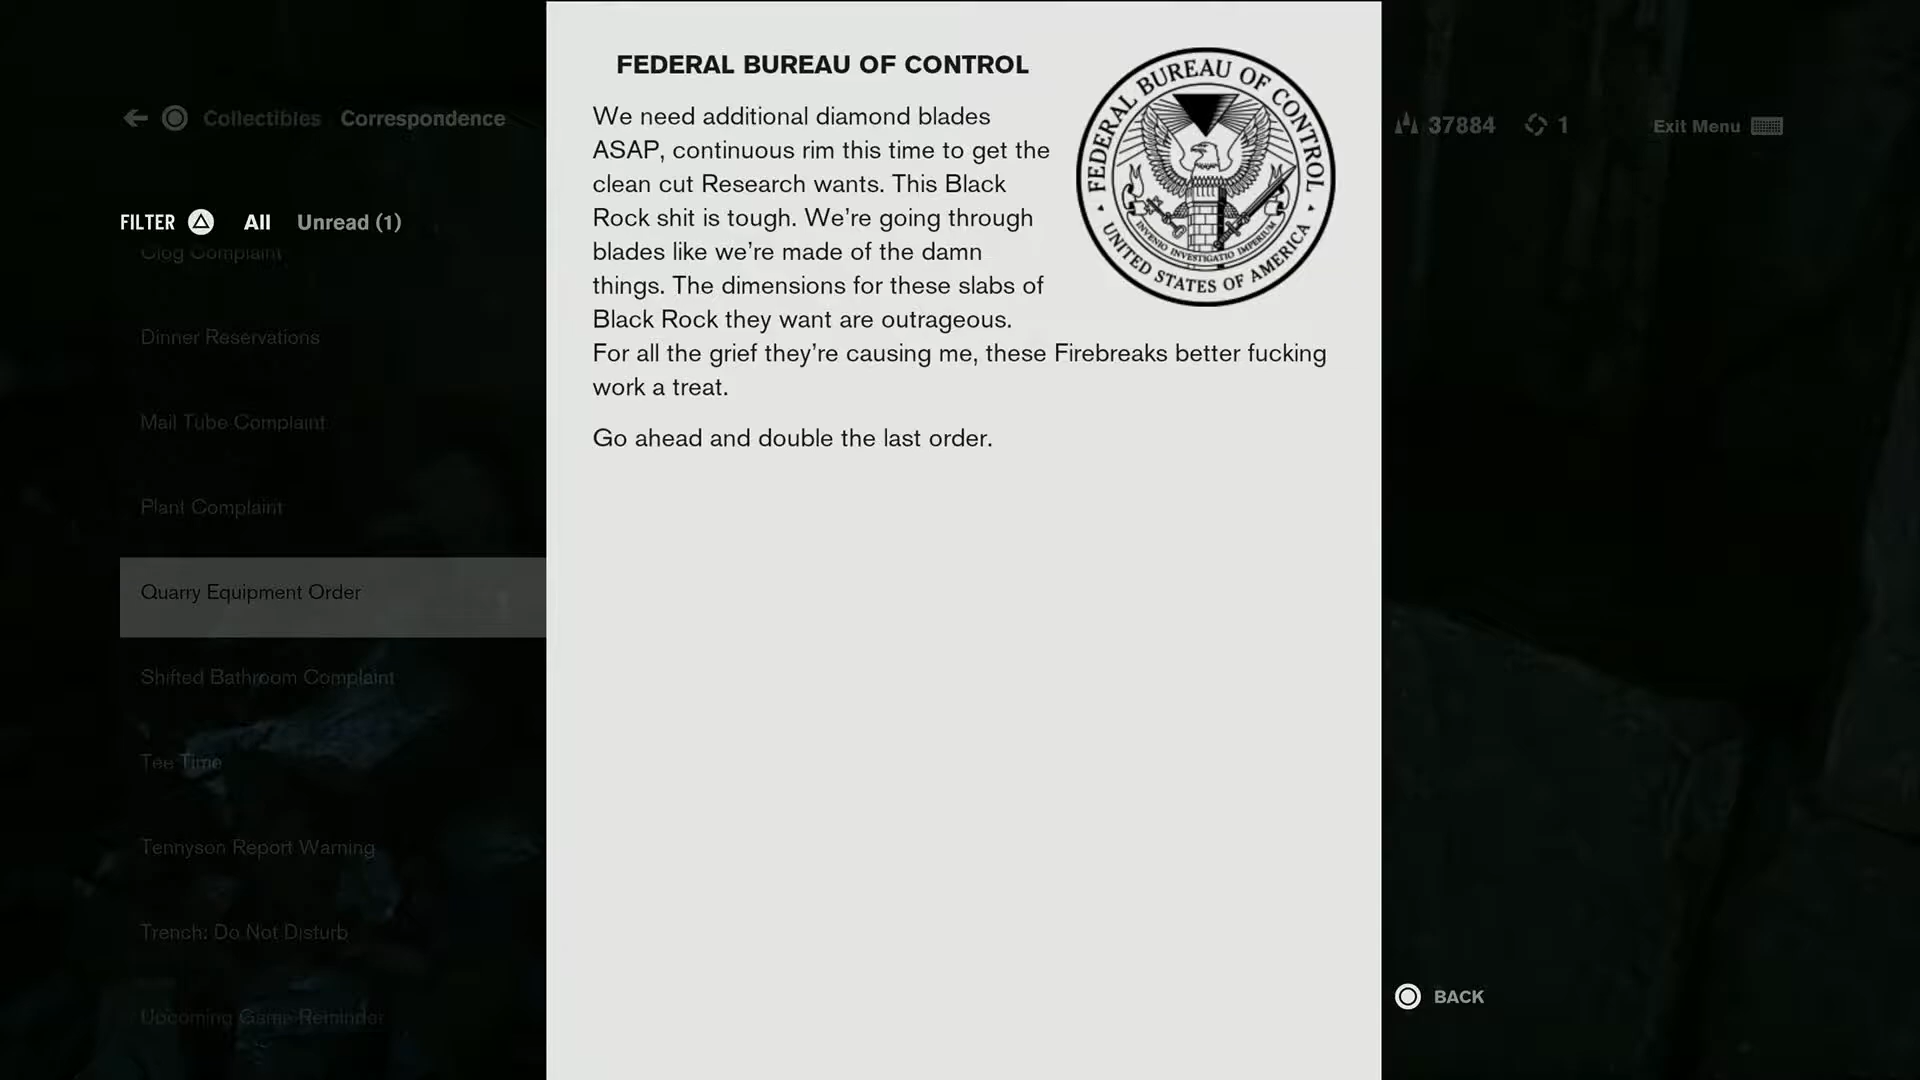 FEDERAL BUREAU OF CONTROL
FEDERAL BUREAU OF CONTROL
UNITED STATES OF AMERICA
INVENIO INVESTIGATIO IMPERIUM
We need additional diamond blades
ASAP, continuous rim this time to get the
clean cut Research wants. This Black
Rock shit is tough. We’re going through
blades like we’re made of the damn
things. The dimensions for these slabs of
Black Rock they want are outrageous.
For all the grief they’re causing me, these Firebreaks better fucking
work a treat.
Go ahead and double the last order.
Collectibles Correspondence
37884 1 Exit Menu
FILTER All Unread (1)
Clog Complaint
Dinner Reservations
Mail Tube Complaint
Plant Complaint
Quarry Equipment Order
Shifted Bathroom Complaint
Tee Time
Tennyson Report Warning
Trench: Do Not Disturb
Upcoming Game Reminder
BACK